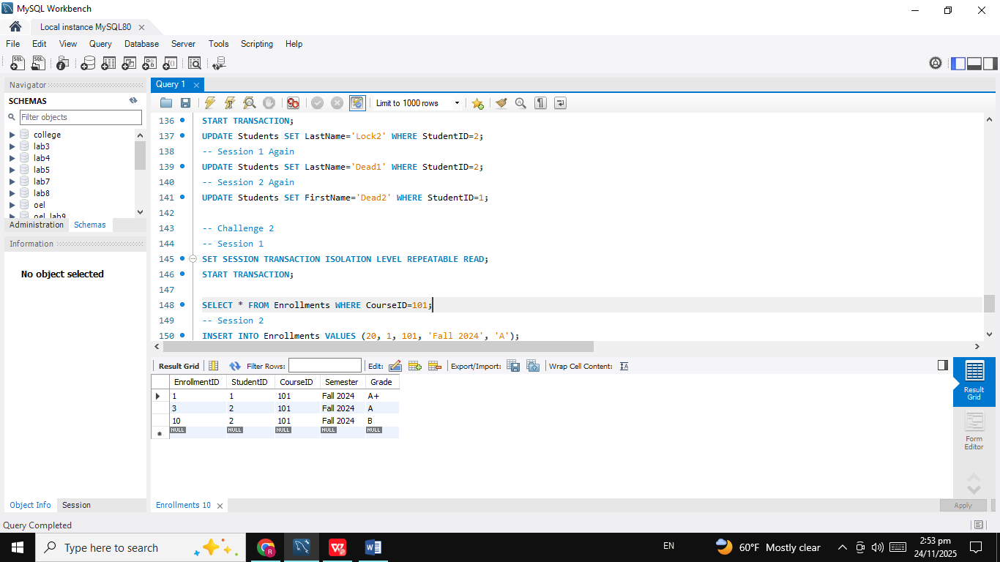 MySQL Workbench
Local instance MySQL80
File Edit View Query Database Server Tools Scripting Help
Navigator
SCHEMAS
Filter objects
college
lab3
lab4
lab5
lab7
lab8
oel
oel_lab9
Administration Schemas
Information
No object selected
Object Info Session
Query 1
Limit to 1000 rows
136 START TRANSACTION;
137 UPDATE Students SET LastName='Lock2' WHERE StudentID=2;
138 -- Session 1 Again
139 UPDATE Students SET LastName='Dead1' WHERE StudentID=2;
140 -- Session 2 Again
141 UPDATE Students SET FirstName='Dead2' WHERE StudentID=1;
142
143 -- Challenge 2
144 -- Session 1
145 SET SESSION TRANSACTION ISOLATION LEVEL REPEATABLE READ;
146 START TRANSACTION;
147
148 SELECT * FROM Enrollments WHERE CourseID=101;
149 -- Session 2
150 INSERT INTO Enrollments VALUES (20, 1, 101, 'Fall 2024', 'A');
Result Grid Filter Rows: Edit: Export/Import: Wrap Cell Content:
EnrollmentID StudentID CourseID Semester Grade
1 1 101 Fall 2024 A+
3 2 101 Fall 2024 A
10 2 101 Fall 2024 B
NULL NULL NULL NULL NULL
Result
Grid
Form
Editor
Enrollments 10
Apply
Query Completed
Type here to search
EN
60°F Mostly clear
2:53 pm
24/11/2025